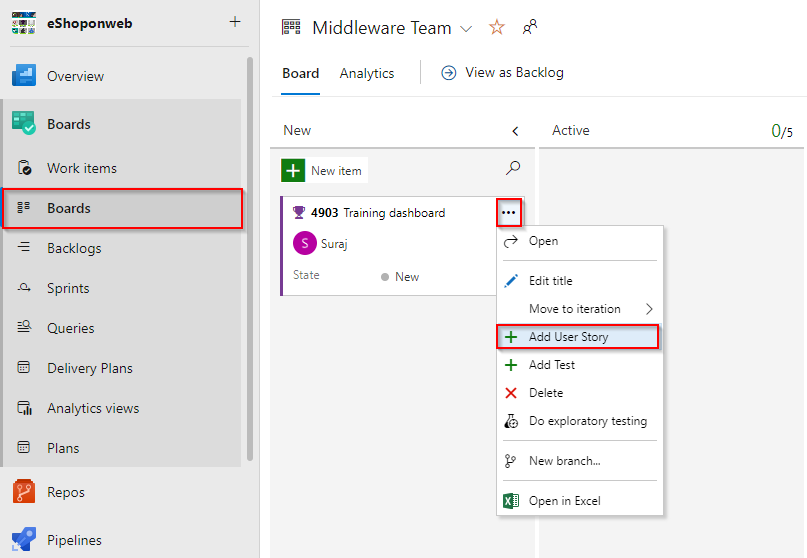 eShoponweb
Overview
Boards
Work items
Boards
Backlogs
Sprints
Queries
Delivery Plans
Analytics views
Plans
Repos
Pipelines
Middleware Team
Board Analytics View as Backlog
New Active 0/5
New item
4903 Training dashboard
S Suraj
State New
Open
Edit title
Move to iteration
Add User Story
Add Test
Delete
Do exploratory testing
New branch...
Open in Excel